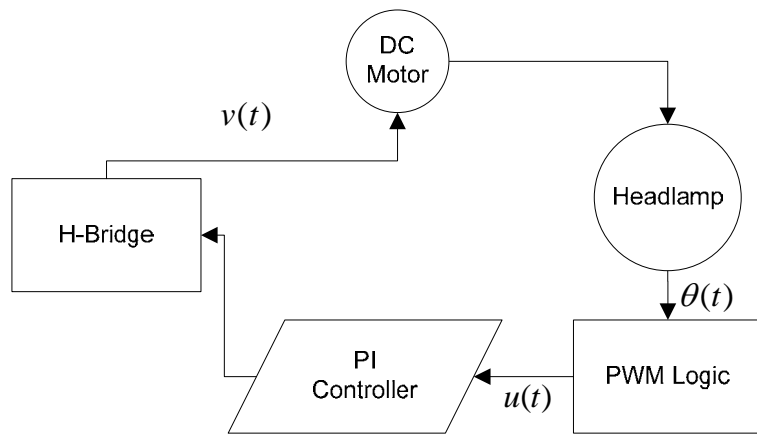 DC
Motor
v(t)
Headlamp
H-Bridge
θ(t)
PI
Controller
u(t)
PWM Logic